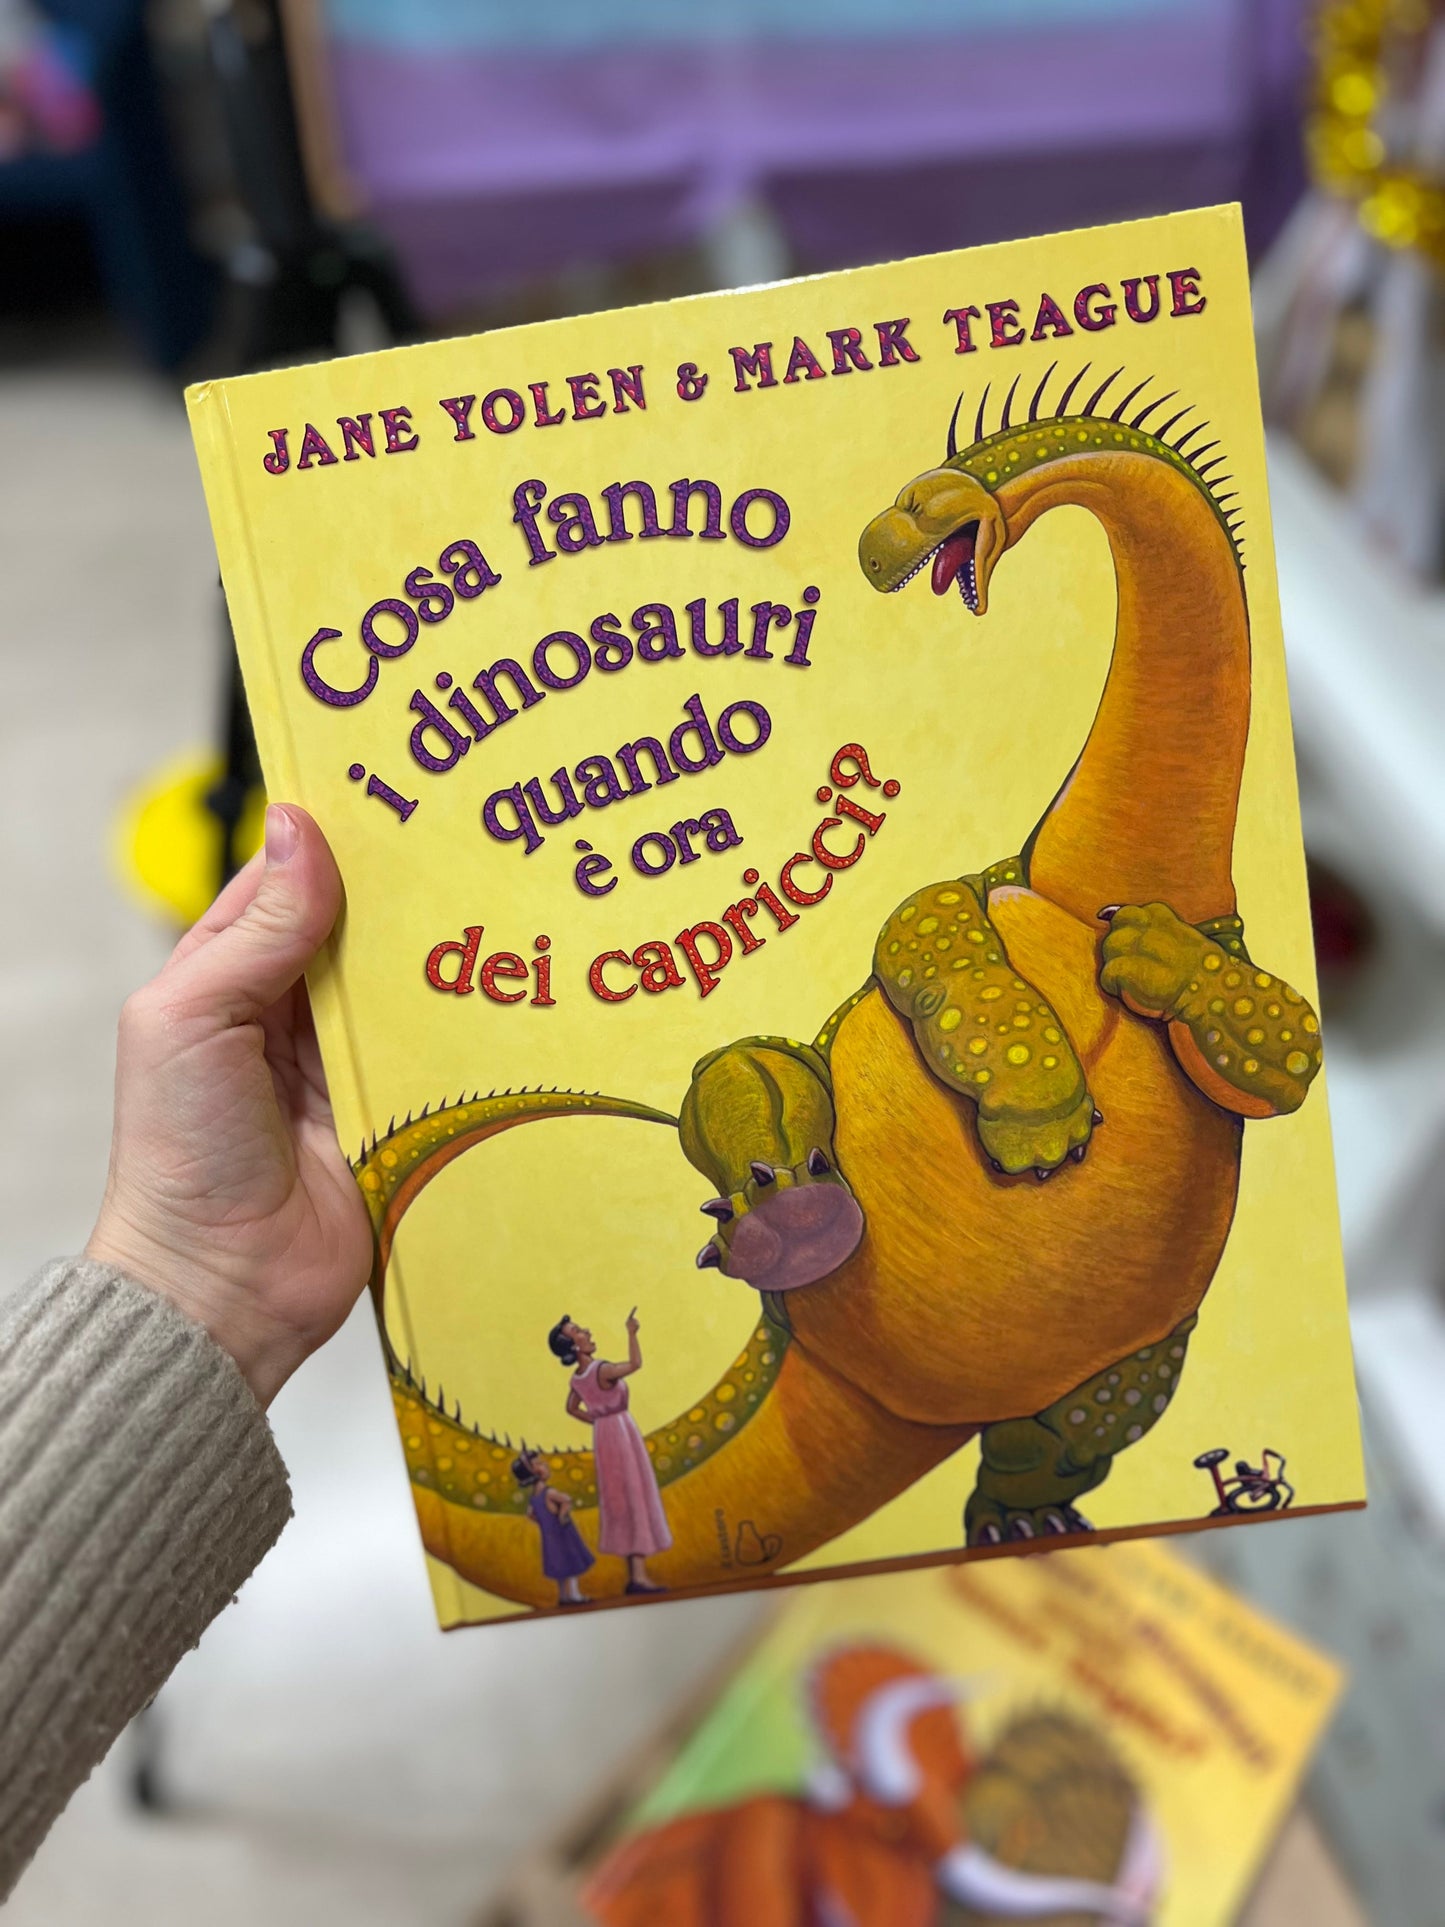 JANE YOLEN & MARK TEAGUE
Cosa fanno
i dinosauri
quando
è ora
dei capricci?